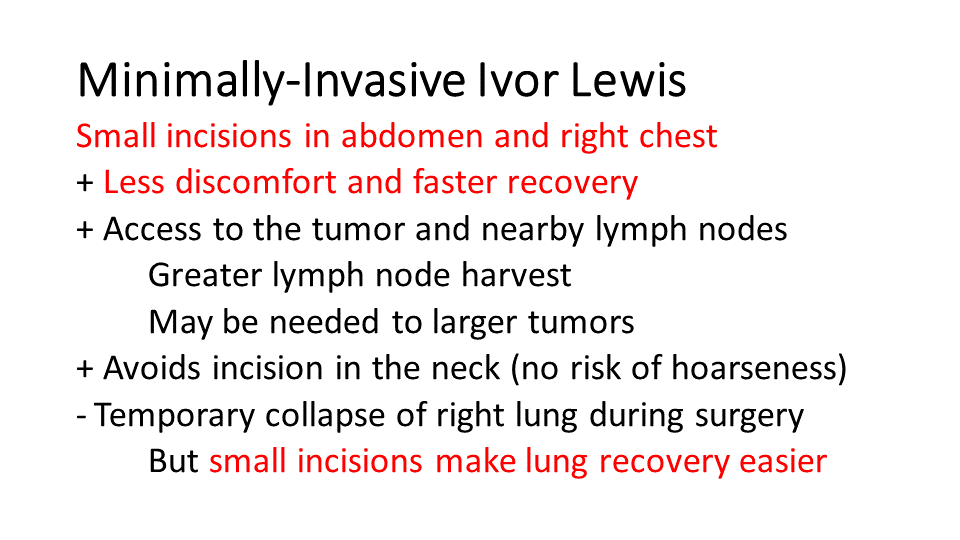 Minimally-Invasive Ivor Lewis
Small incisions in abdomen and right chest
+ Less discomfort and faster recovery
+ Access to the tumor and nearby lymph nodes
Greater lymph node harvest
May be needed to larger tumors
+ Avoids incision in the neck (no risk of hoarseness)
- Temporary collapse of right lung during surgery
But small incisions make lung recovery easier